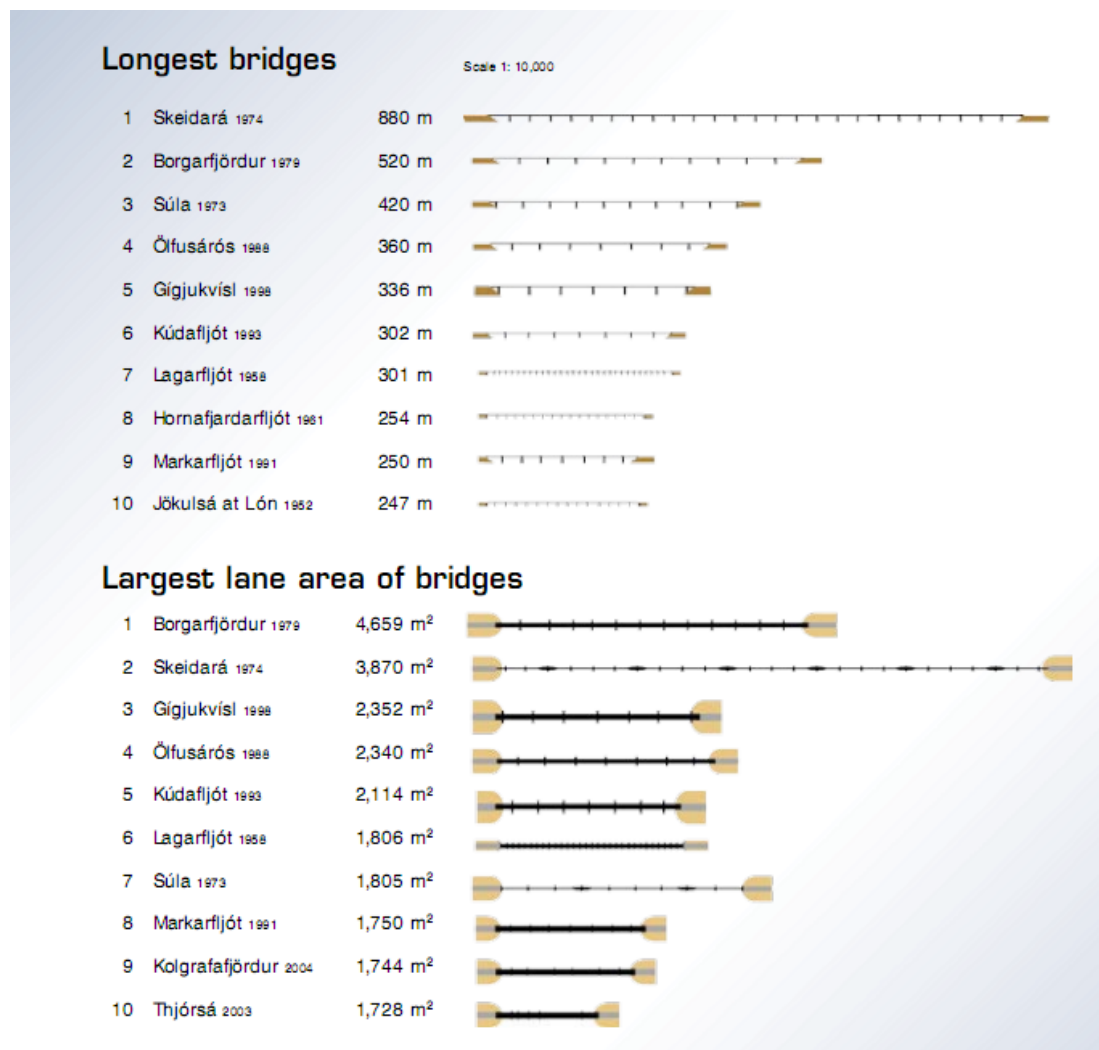 Longest bridges
Scale 1: 10,000
1 Skeidará 1974 880 m
2 Borgarfjördur 1979 520 m
3 Súla 1973 420 m
4 Ölfusárós 1988 360 m
5 Gígjukvísl 1998 336 m
6 Kúdafljót 1993 302 m
7 Lagarfljót 1958 301 m
8 Hornafjardarfljót 1961 254 m
9 Markarfljót 1991 250 m
10 Jökulsá at Lón 1952 247 m
Largest lane area of bridges
1 Borgarfjördur 1979 4,659 m²
2 Skeidará 1974 3,870 m²
3 Gígjukvísl 1998 2,352 m²
4 Ölfusárós 1988 2,340 m²
5 Kúdafljót 1993 2,114 m²
6 Lagarfljót 1958 1,806 m²
7 Súla 1973 1,805 m²
8 Markarfljót 1991 1,750 m²
9 Kolgrafafjördur 2004 1,744 m²
10 Thjórsá 2003 1,728 m²